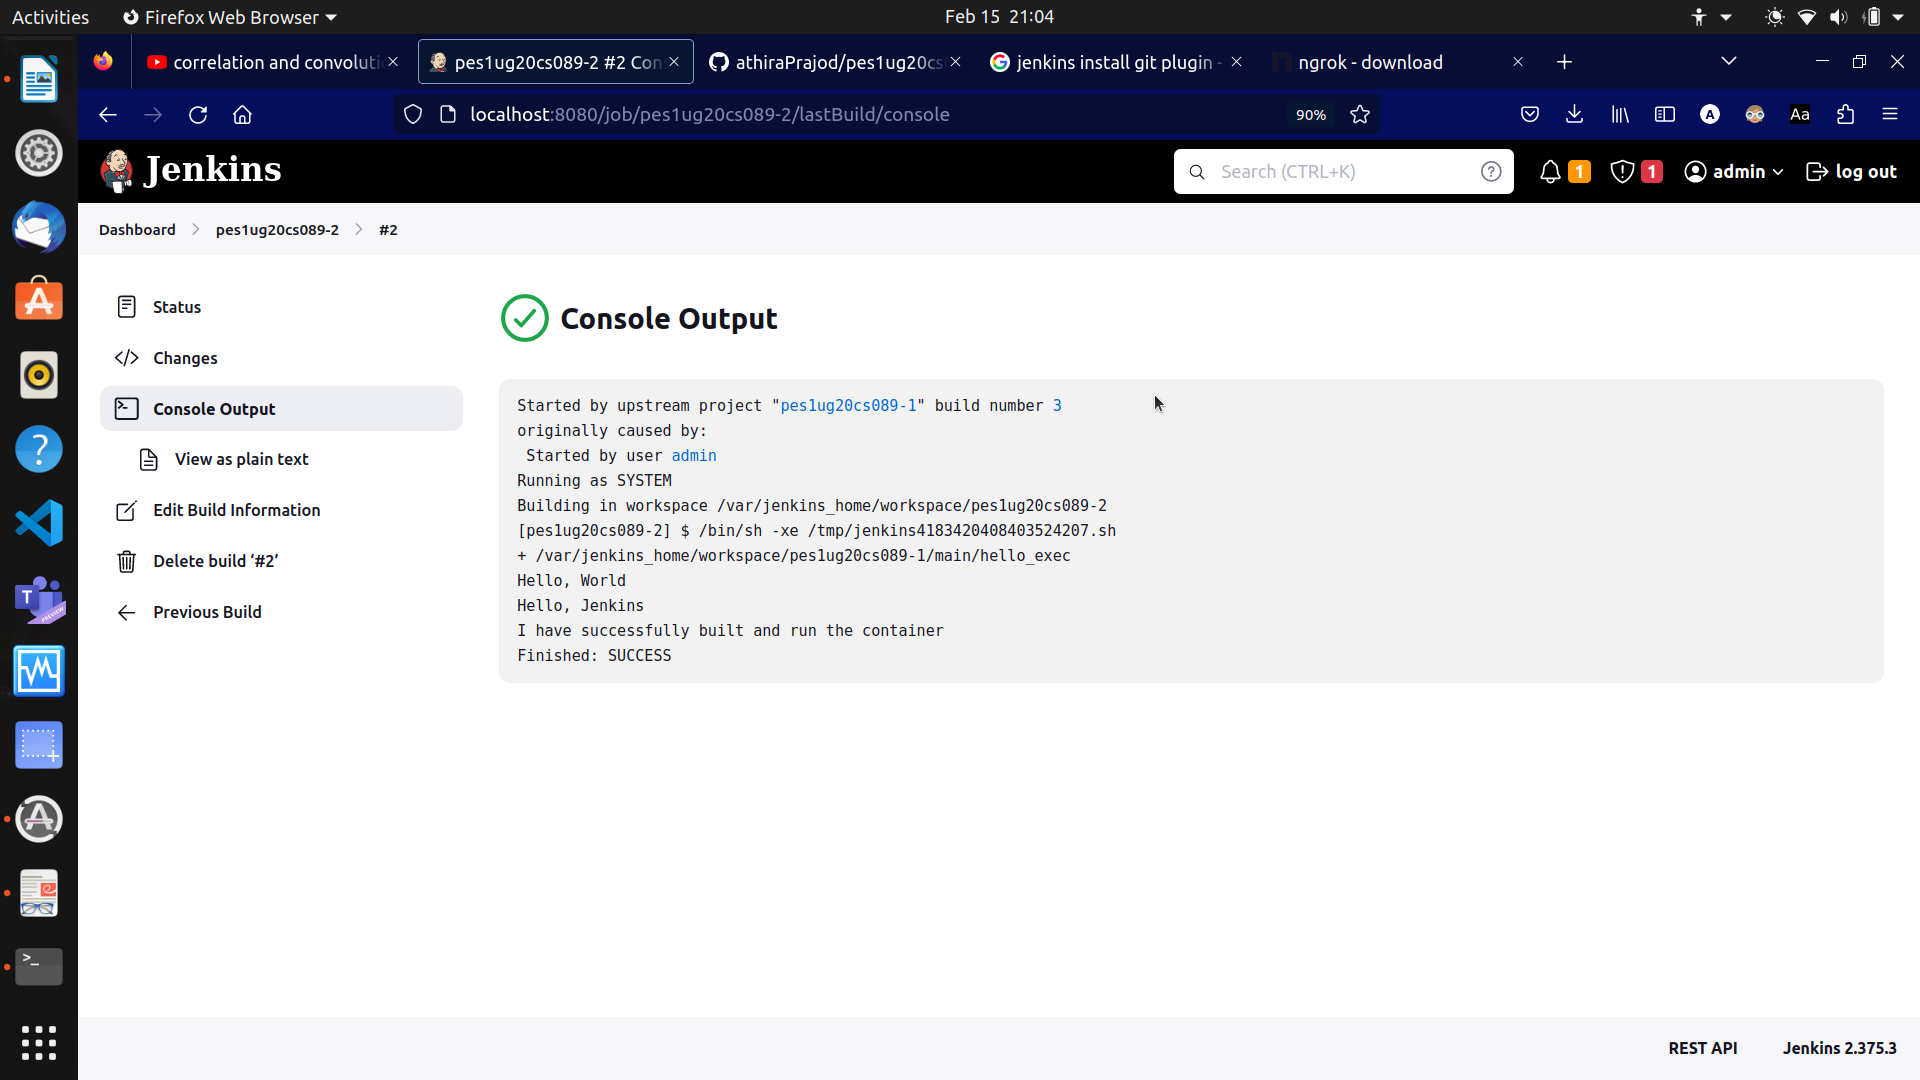 Activities
Firefox Web Browser
Feb 15 21:04
correlation and convoluti
pes1ug20cs089-2 #2 Con
athiraPrajod/pes1ug20cs
jenkins install git plugin -
ngrok - download
localhost:8080/job/pes1ug20cs089-2/lastBuild/console
90%
A
Aa
Jenkins
Search (CTRL+K)
?
1
1
admin
log out
Dashboard
pes1ug20cs089-2
#2
Status
Changes
Console Output
View as plain text
Edit Build Information
Delete build ‘#2’
Previous Build
Console Output
Started by upstream project "pes1ug20cs089-1" build number 3
originally caused by:
Started by user admin
Running as SYSTEM
Building in workspace /var/jenkins_home/workspace/pes1ug20cs089-2
[pes1ug20cs089-2] $ /bin/sh -xe /tmp/jenkins4183420408403524207.sh
+ /var/jenkins_home/workspace/pes1ug20cs089-1/main/hello_exec
Hello, World
Hello, Jenkins
I have successfully built and run the container
Finished: SUCCESS
REST API
Jenkins 2.375.3